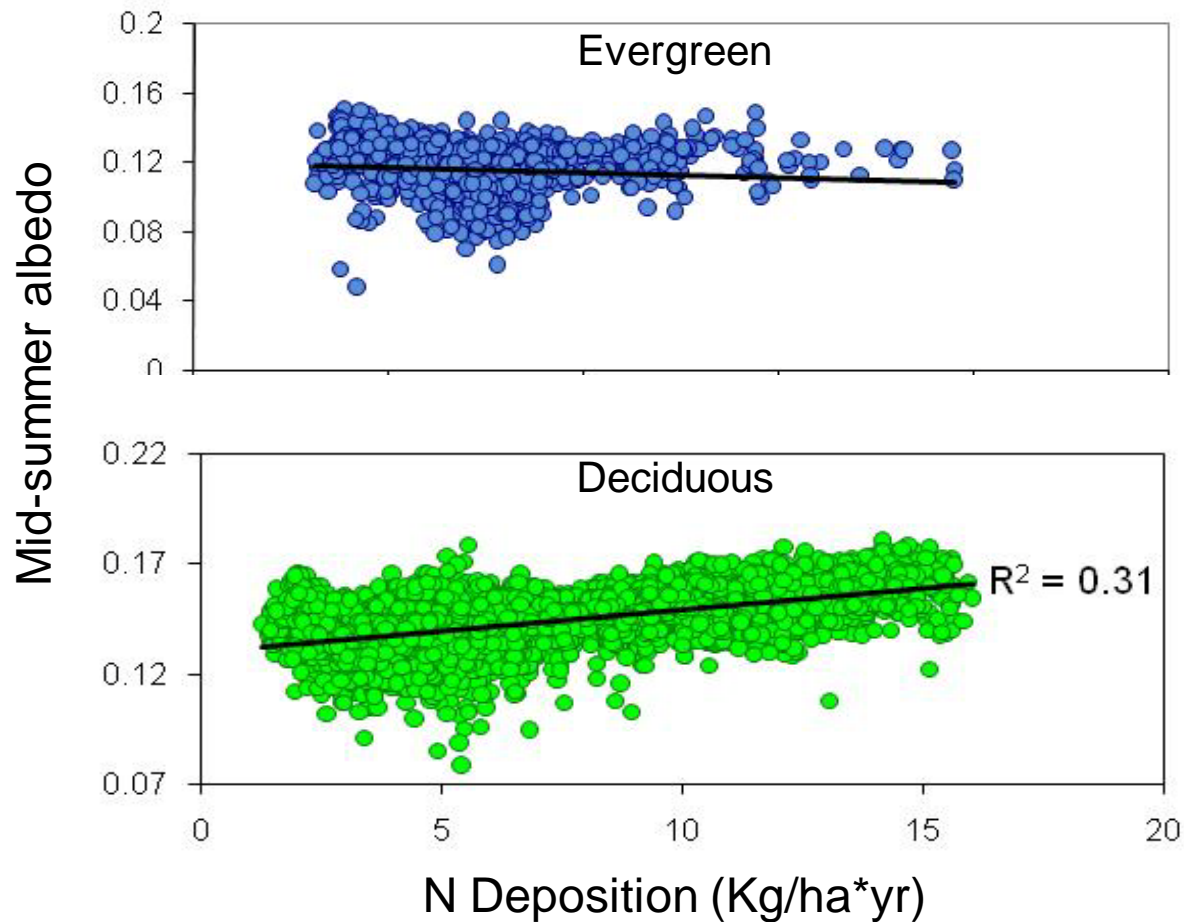 Mid-summer albedo
Evergreen
0.2
0.16
0.12
0.08
0.04
0
Deciduous
0.22
0.17
0.12
0.07
R² = 0.31
0 5 10 15 20
N Deposition (Kg/ha*yr)